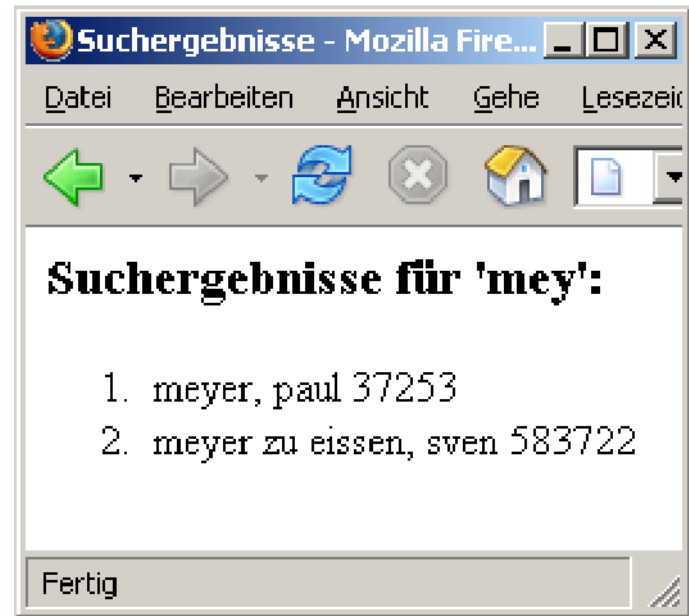 Suchergebnisse - Mozilla Fire...
Datei Bearbeiten Ansicht Gehe Lesezeic
Suchergebnisse für 'mey':
1. meyer, paul 37253
2. meyer zu eissen, sven 583722
Fertig